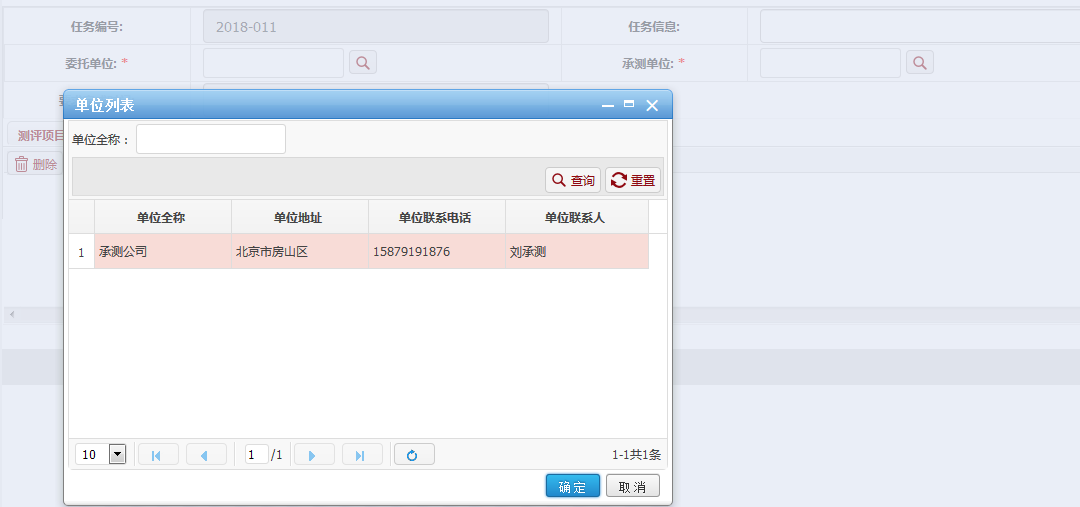 任务编号: 2018-011 任务信息:
委托单位: * 承测单位: *
单位列表
测评项目
单位全称：
删除
查询 重置
单位全称 单位地址 单位联系电话 单位联系人
1 承测公司 北京市房山区 15879191876 刘承测
10 1 /1 1-1共1条
确定 取消